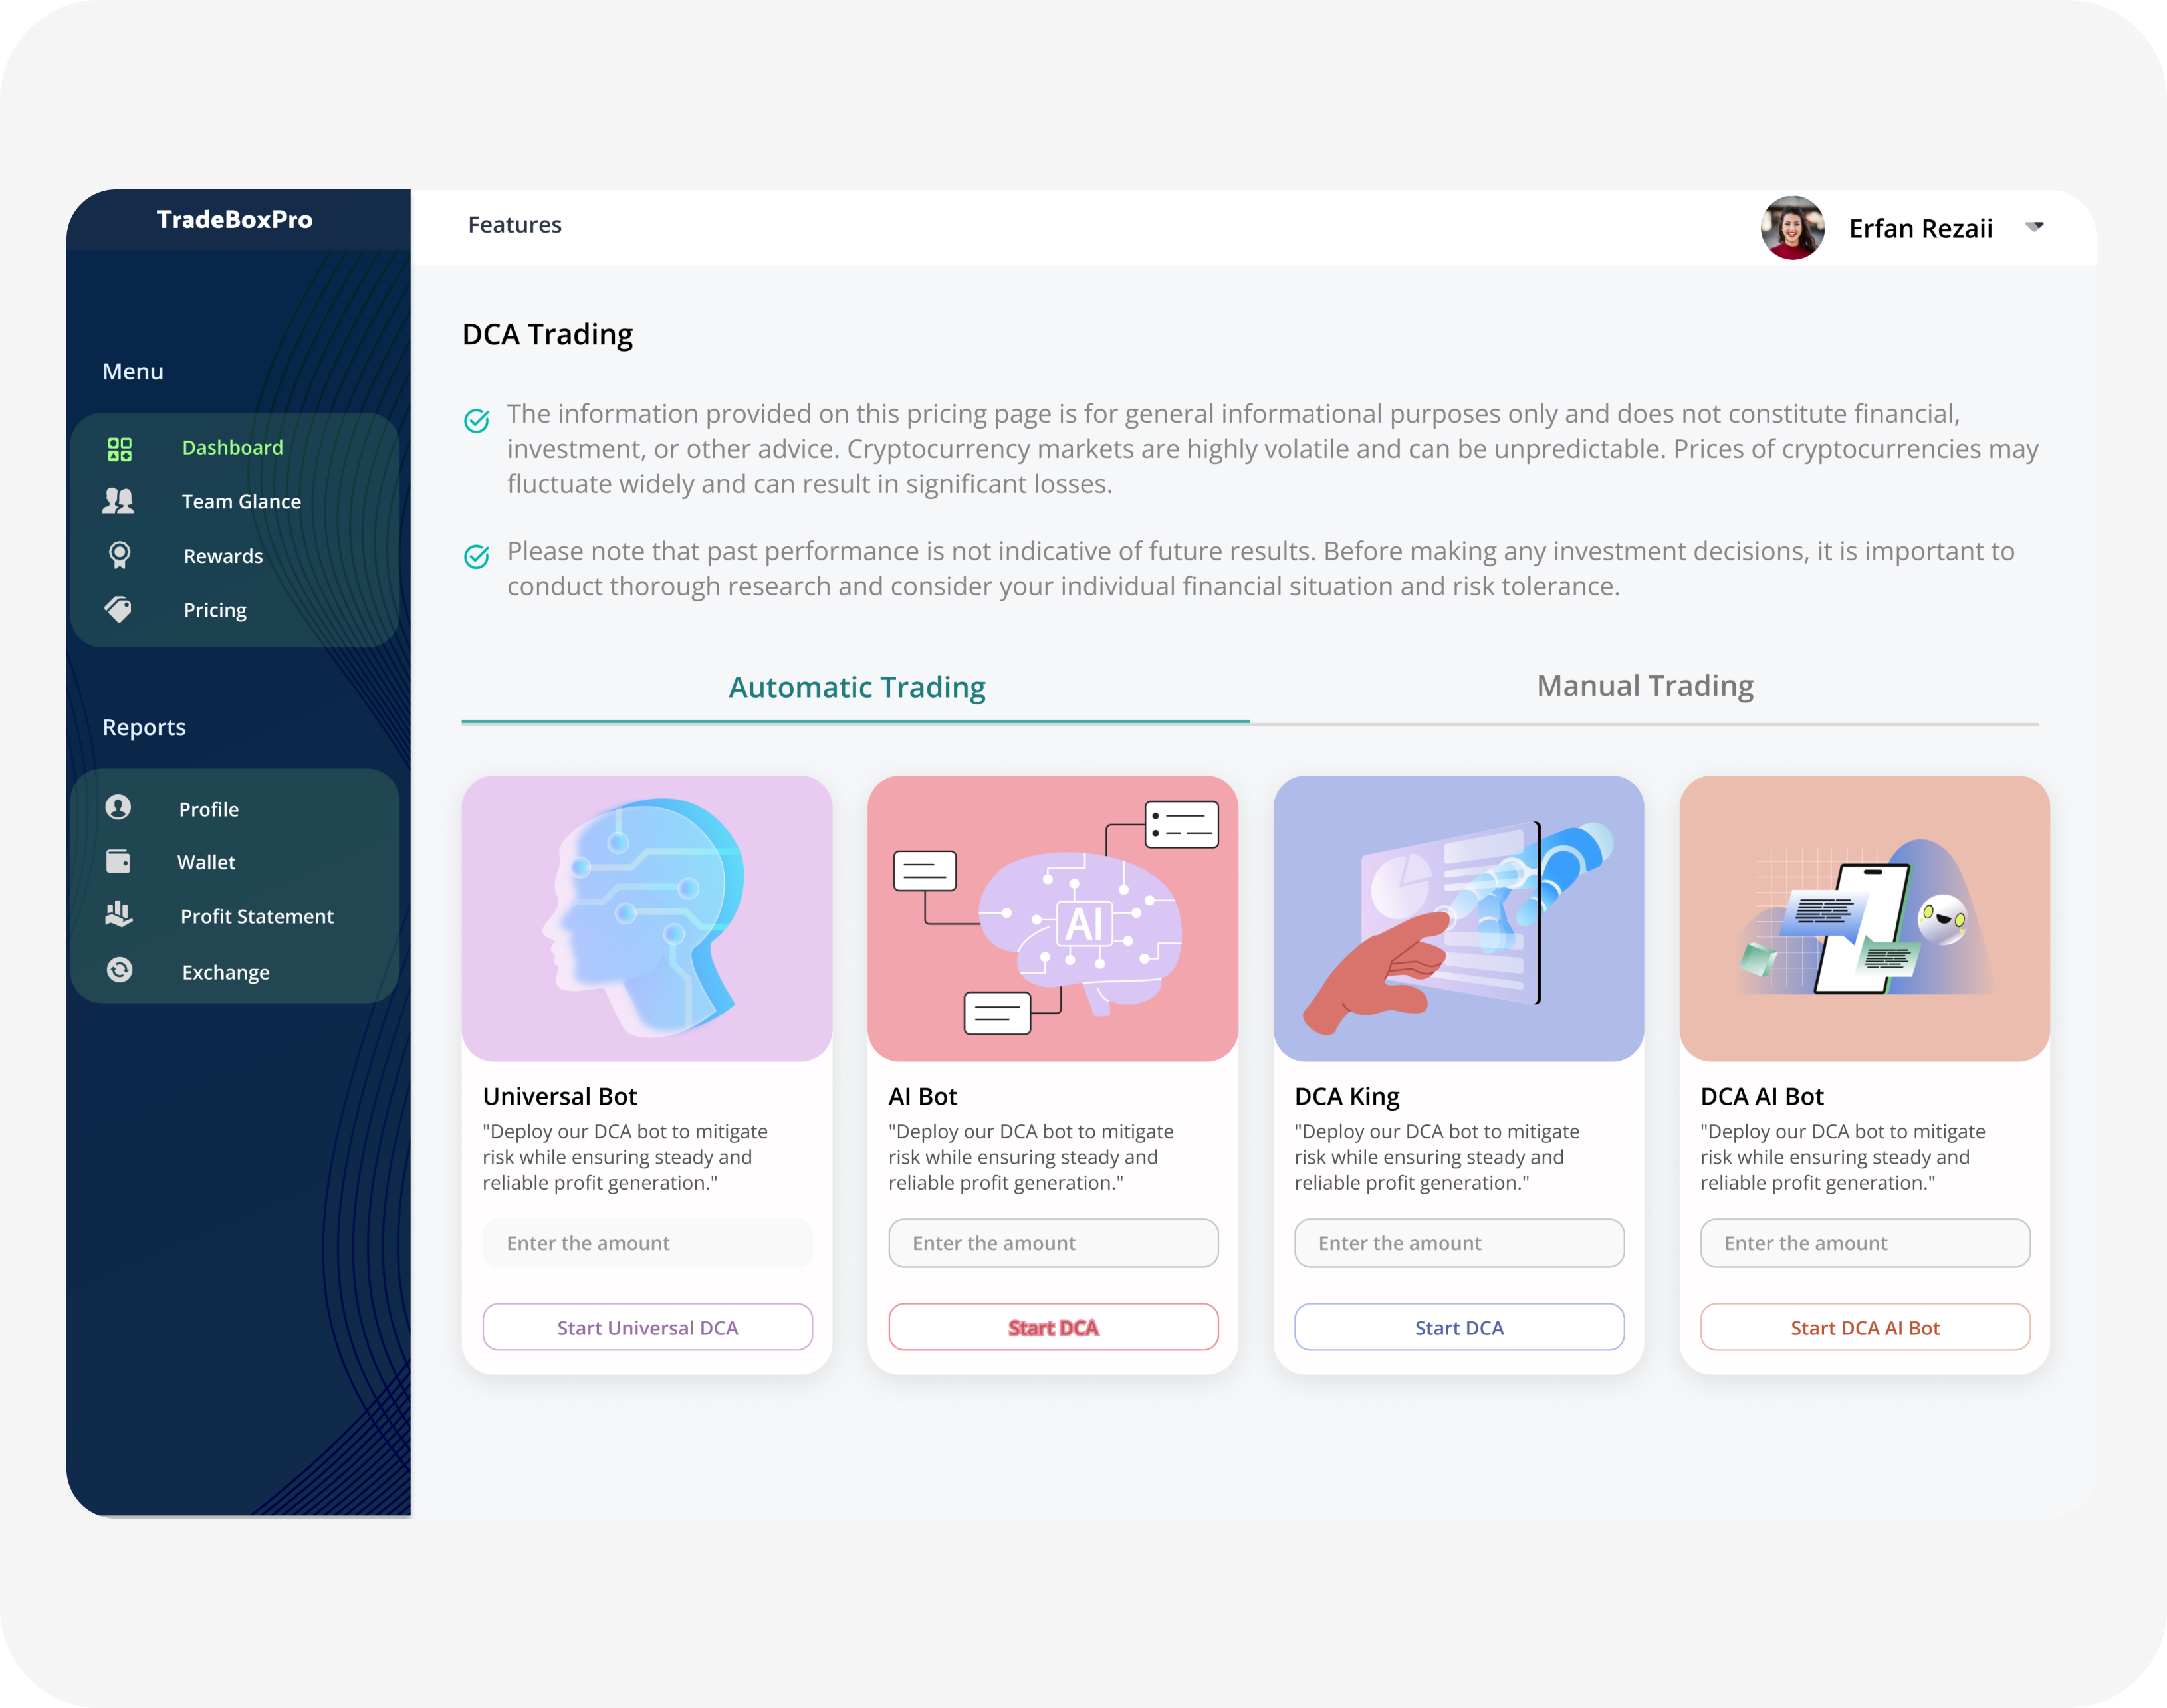 TradeBoxPro
Features
Erfan Rezaii
Menu
Dashboard
Team Glance
Rewards
Pricing
Reports
Profile
Wallet
Profit Statement
Exchange
DCA Trading
The information provided on this pricing page is for general informational purposes only and does not constitute financial,
investment, or other advice. Cryptocurrency markets are highly volatile and can be unpredictable. Prices of cryptocurrencies may
fluctuate widely and can result in significant losses.
Please note that past performance is not indicative of future results. Before making any investment decisions, it is important to
conduct thorough research and consider your individual financial situation and risk tolerance.
Automatic Trading
Manual Trading
Universal Bot
"Deploy our DCA bot to mitigate
risk while ensuring steady and
reliable profit generation."
Enter the amount
Start Universal DCA
AI
AI Bot
"Deploy our DCA bot to mitigate
risk while ensuring steady and
reliable profit generation."
Enter the amount
Start DCA
DCA King
"Deploy our DCA bot to mitigate
risk while ensuring steady and
reliable profit generation."
Enter the amount
Start DCA
DCA AI Bot
"Deploy our DCA bot to mitigate
risk while ensuring steady and
reliable profit generation."
Enter the amount
Start DCA AI Bot